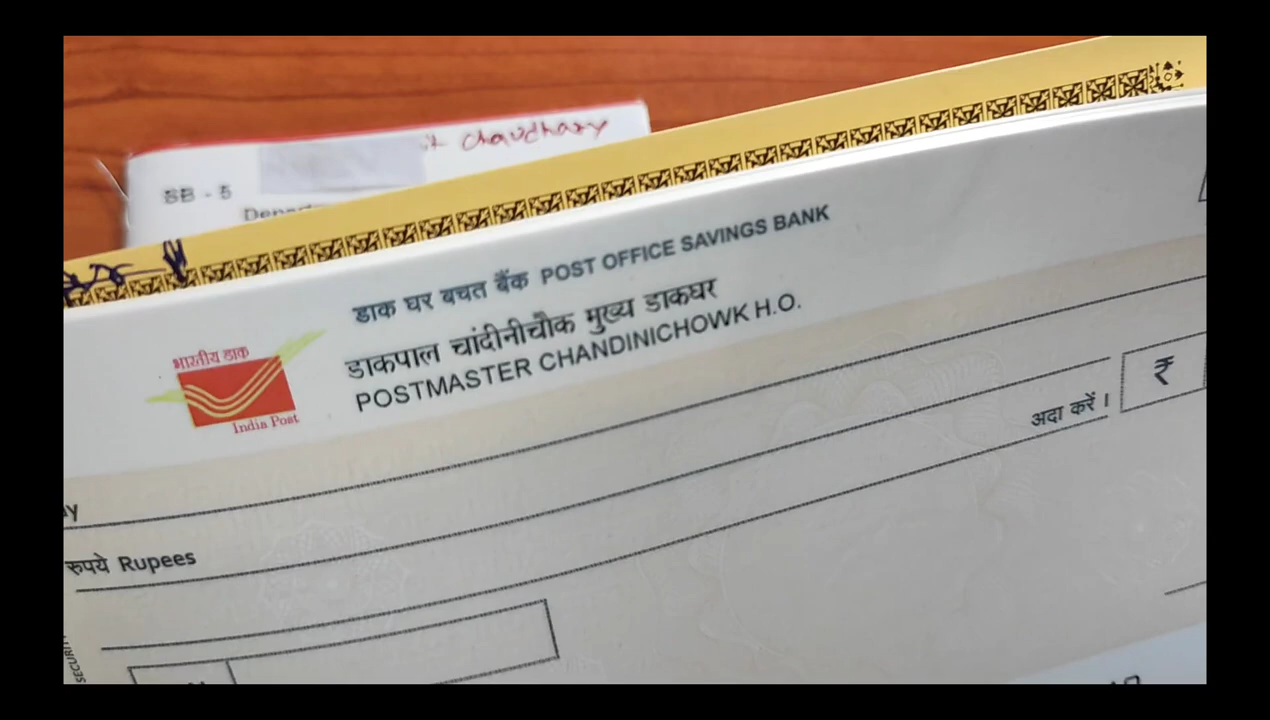 chaudhary
SB - 5
डाक घर बचत बैंक POST OFFICE SAVINGS BANK
डाकपाल चांदीनीचौक मुख्य डाकघर
POSTMASTER CHANDINICHOWK H.O.
भारतीय डाक
India Post
अदा करें ।
₹
रुपये Rupees